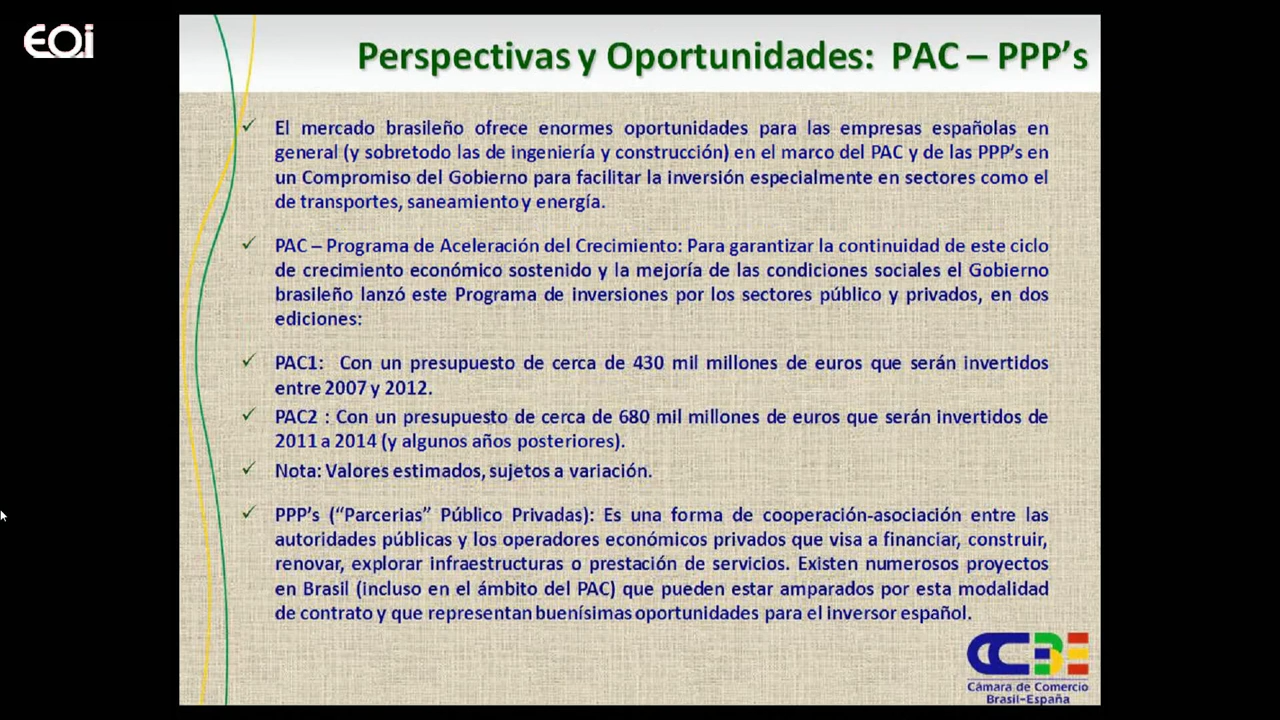 EOi
Perspectivas y Oportunidades: PAC – PPP's
El mercado brasileño ofrece enormes oportunidades para las empresas españolas en
general (y sobretodo las de ingeniería y construcción) en el marco del PAC y de las PPP's en
un Compromiso del Gobierno para facilitar la inversión especialmente en sectores como el
de transportes, saneamiento y energía.
PAC – Programa de Aceleración del Crecimiento: Para garantizar la continuidad de este ciclo
de crecimiento económico sostenido y la mejoría de las condiciones sociales el Gobierno
brasileño lanzó este Programa de inversiones por los sectores público y privados, en dos
ediciones:
PAC1: Con un presupuesto de cerca de 430 mil millones de euros que serán invertidos
entre 2007 y 2012.
PAC2 : Con un presupuesto de cerca de 680 mil millones de euros que serán invertidos de
2011 a 2014 (y algunos años posteriores).
Nota: Valores estimados, sujetos a variación.
PPP's (“Parcerias” Público Privadas): Es una forma de cooperación-asociación entre las
autoridades públicas y los operadores económicos privados que visa a financiar, construir,
renovar, explorar infraestructuras o prestación de servicios. Existen numerosos proyectos
en Brasil (incluso en el ámbito del PAC) que pueden estar amparados por esta modalidad
de contrato y que representan buenísimas oportunidades para el inversor español.
CCBE
Cámara de Comercio
Brasil-España